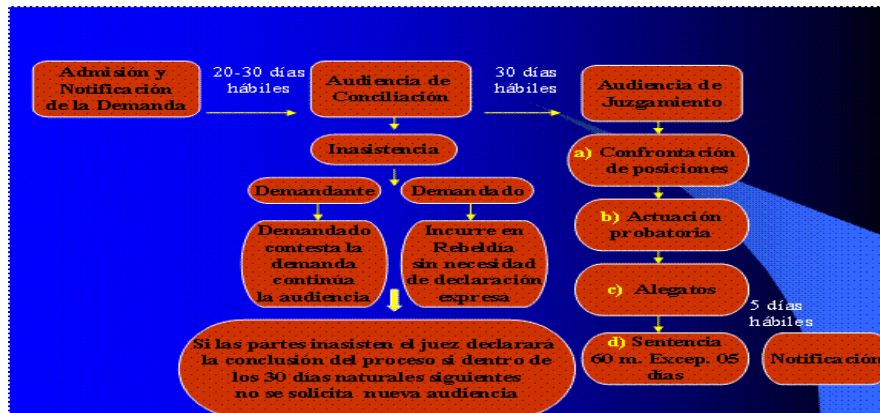 Admisión y
Notificación
de la Demanda
20-30 días
hábiles
Audiencia de
Conciliación
30 días
hábiles
Audiencia de
Juzgamiento
Inasistencia
Demandante
Demandado
Demandado
contesta la
demanda
continúa
la audiencia
Incurre en
Rebeldía
sin necesidad
de declaración
expresa
Si las partes inasisten el juez declarará
la conclusión del proceso si dentro de
los 30 días naturales siguientes
no se solicita nueva audiencia
a) Confrontación
de posiciones
b) Actuación
probatoria
c) Alegatos
d) Sentencia
60 m. Excep. 05
días
5 días
hábiles
Notificación